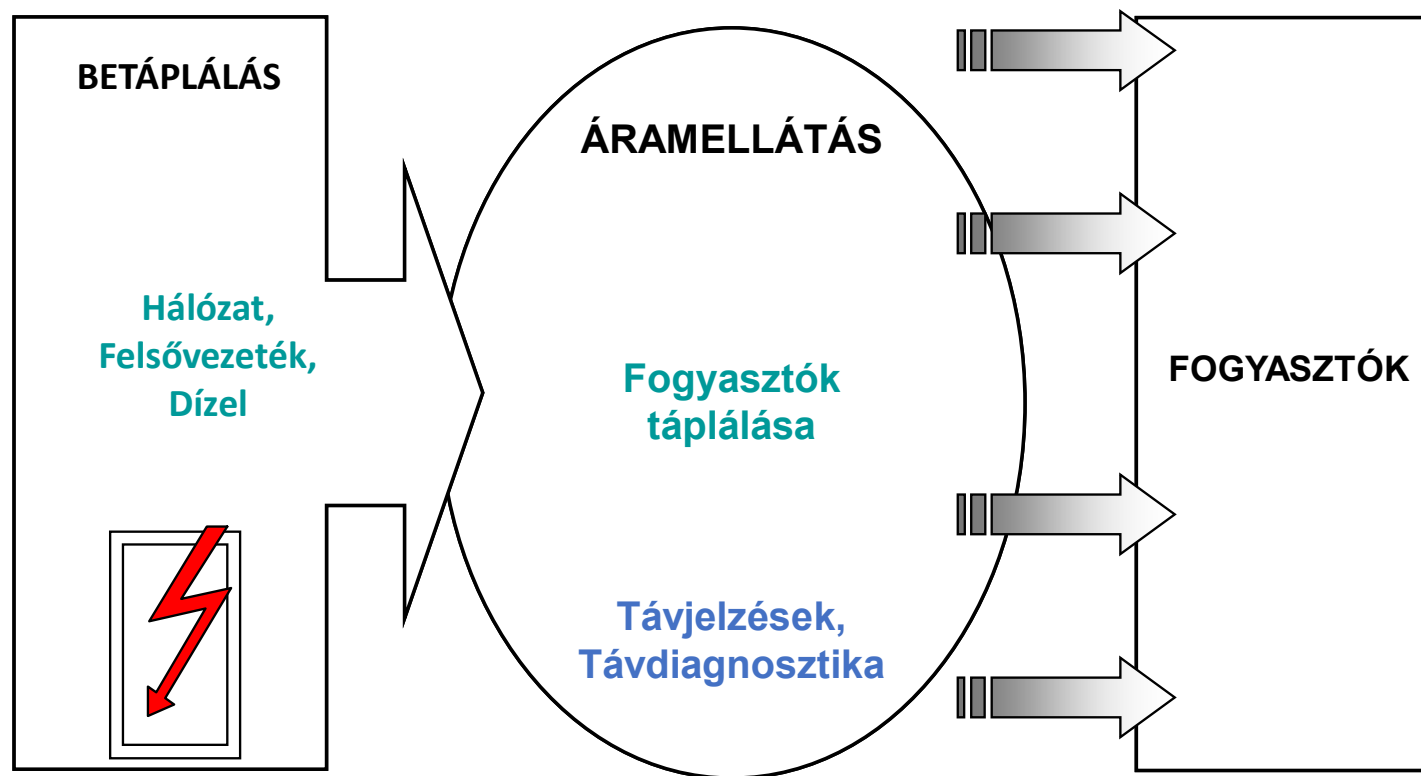 BETÁPLÁLÁS
Hálózat,
Felsővezeték,
Dízel
ÁRAMELLÁTÁS
Fogyasztók
táplálása
Távjelzések,
Távdiagnosztika
FOGYASZTÓK